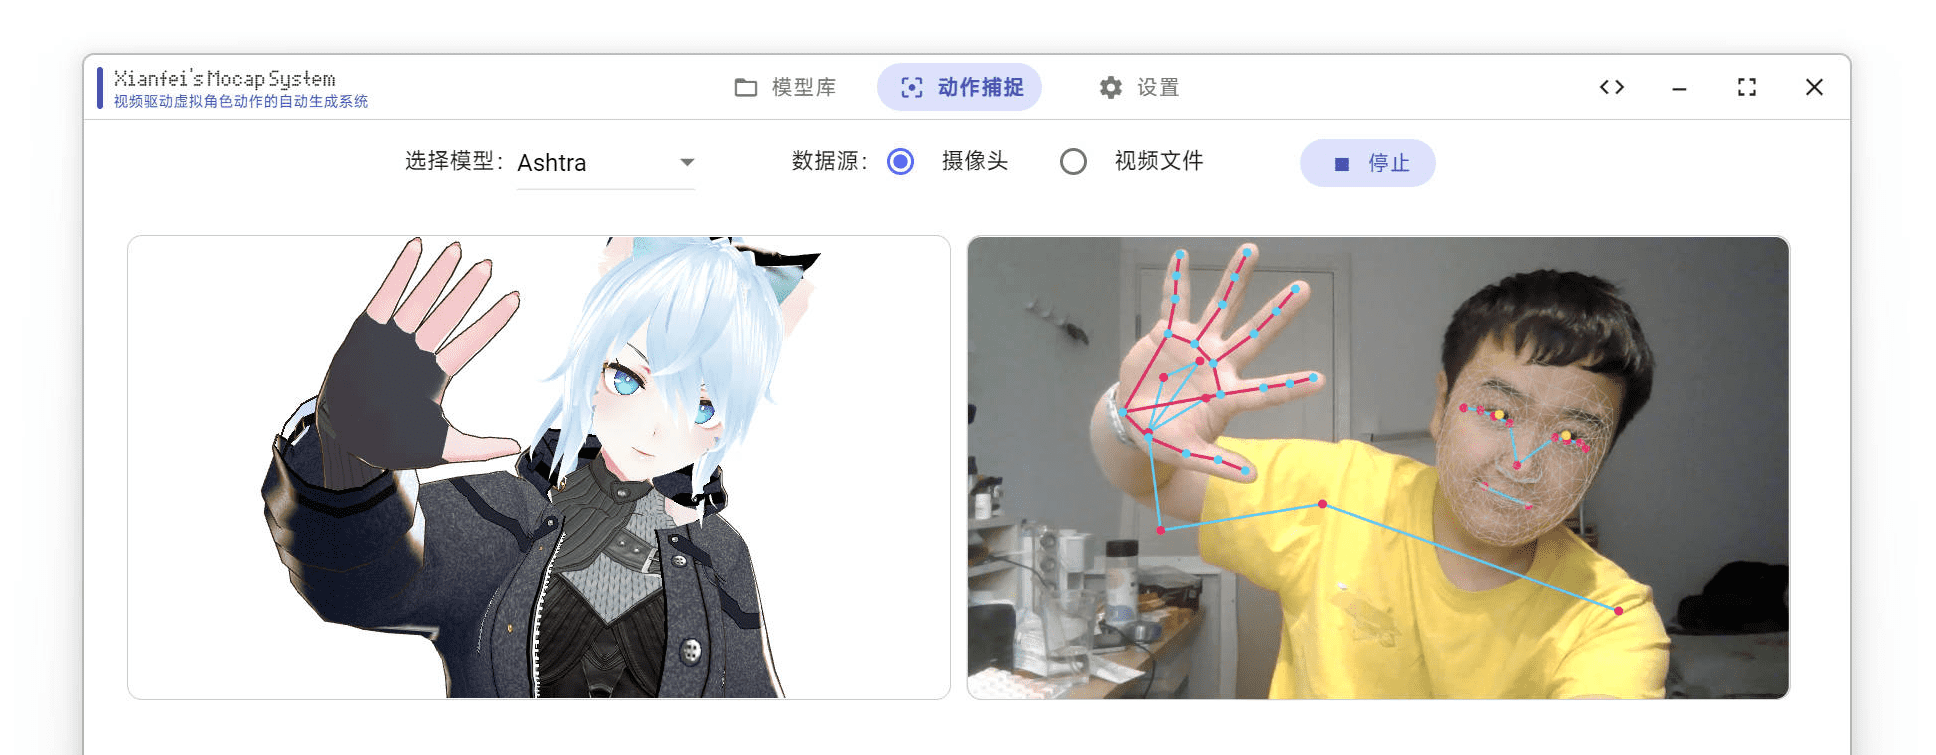 Xianfei's Mocap System
视频驱动虚拟角色动作的自动生成系统
模型库
动作捕捉
设置
选择模型：
Ashtra
数据源：
摄像头
视频文件
停止